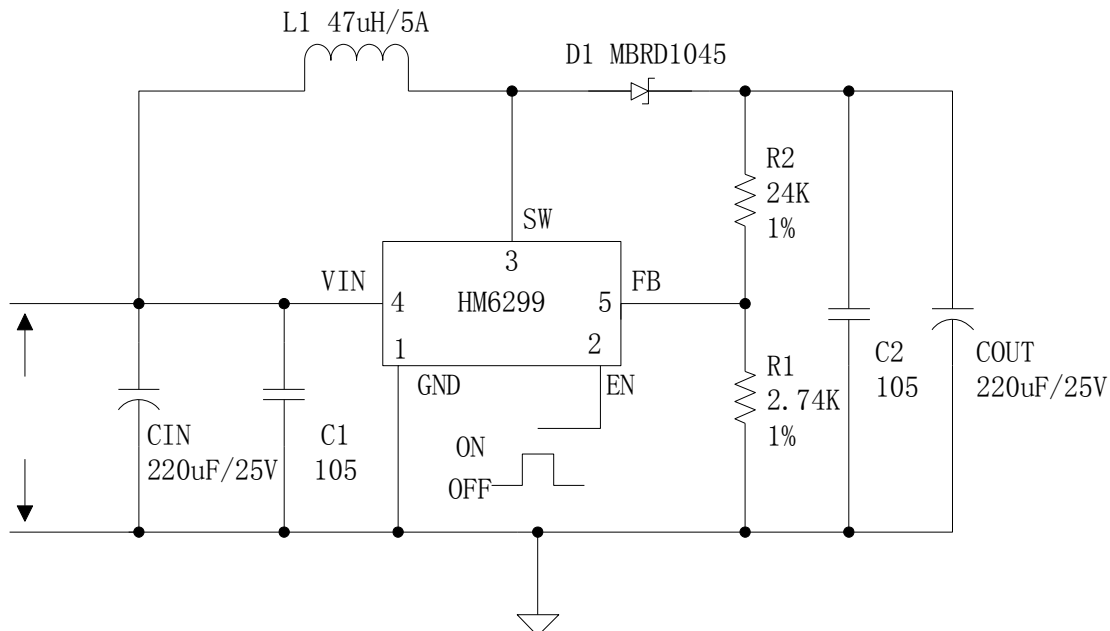 L1 47uH/5A
D1 MBRD1045
R2
24K
1%
SW
3
VIN
FB
4
HM6299
5
1
2
GND
EN
R1
2.74K
1%
C2
105
COUT
220uF/25V
CIN
220uF/25V
C1
105
ON
OFF